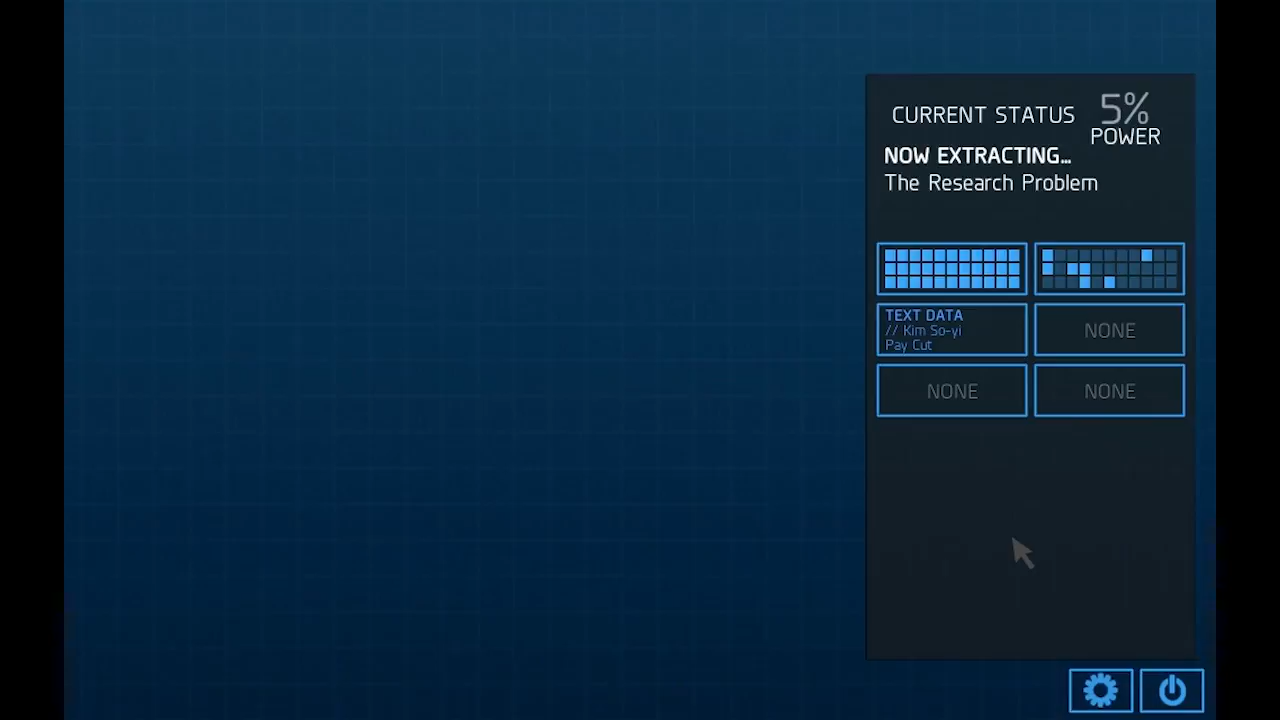 CURRENT STATUS
5%
POWER
NOW EXTRACTING...
The Research Problem
TEXT DATA
// Kim So-yi
Pay Cut
NONE
NONE
NONE